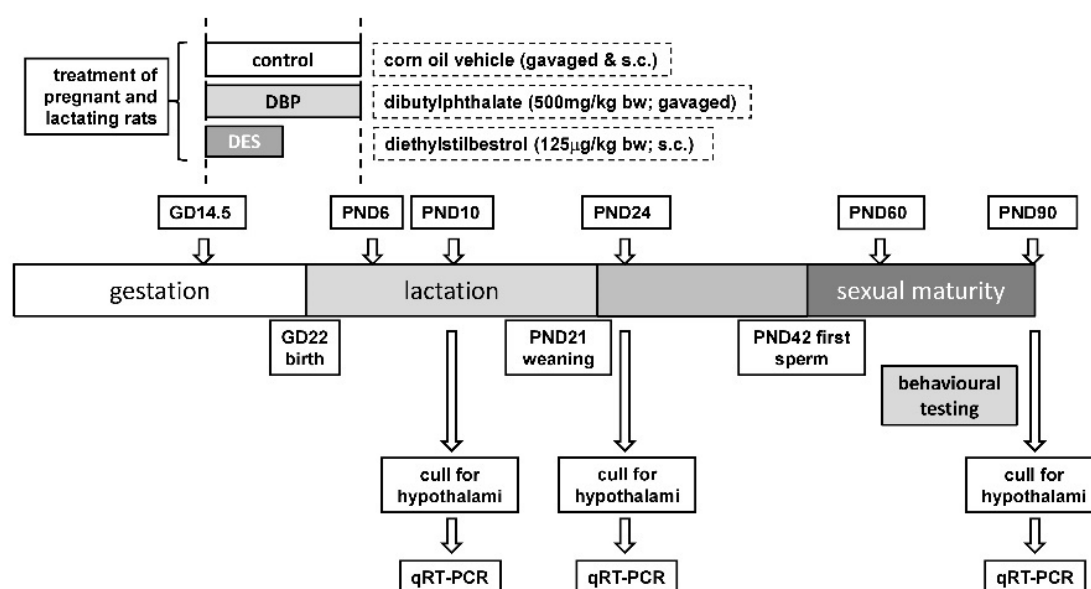 treatment of
pregnant and
lactating rats
control
corn oil vehicle (gavaged & s.c.)
DBP
dibutylphthalate (500mg/kg bw; gavaged)
DES
diethylstilbestrol (125µg/kg bw; s.c.)
GD14.5
PND6
PND10
PND24
PND60
PND90
gestation
lactation
sexual maturity
GD22
birth
PND21
weaning
PND42 first
sperm
behavioural
testing
cull for
hypothalami
cull for
hypothalami
cull for
hypothalami
qRT-PCR
qRT-PCR
qRT-PCR